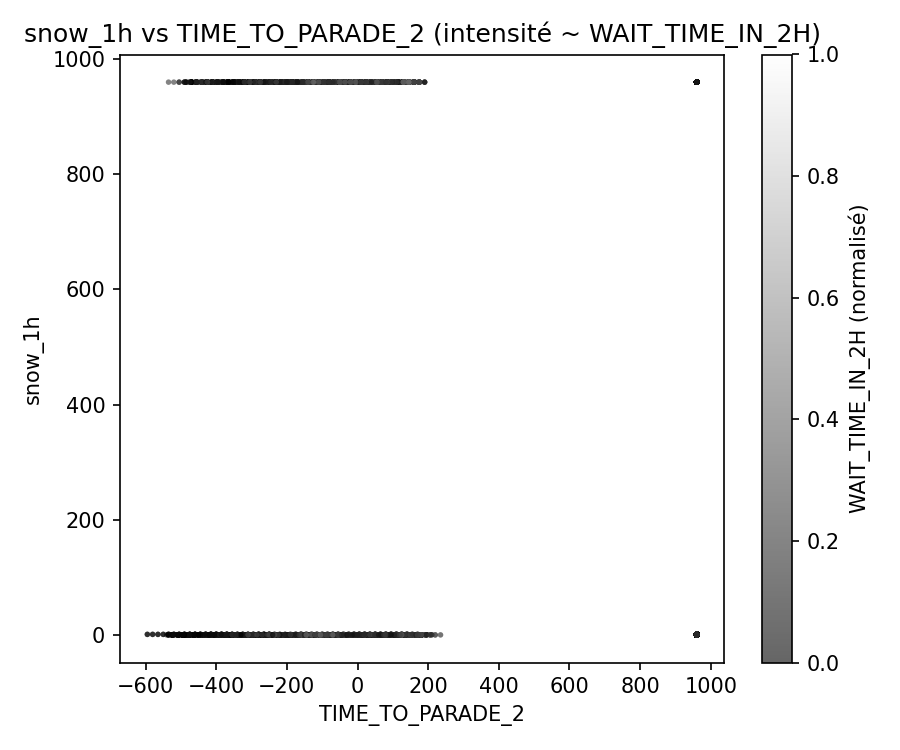 snow_1h vs TIME_TO_PARADE_2 (intensité ~ WAIT_TIME_IN_2H)
1000
800
600
400
200
0
snow_1h
−600 −400 −200 0 200 400 600 800 1000
TIME_TO_PARADE_2
1.0
0.8
0.6
0.4
0.2
0.0
WAIT_TIME_IN_2H (normalisé)